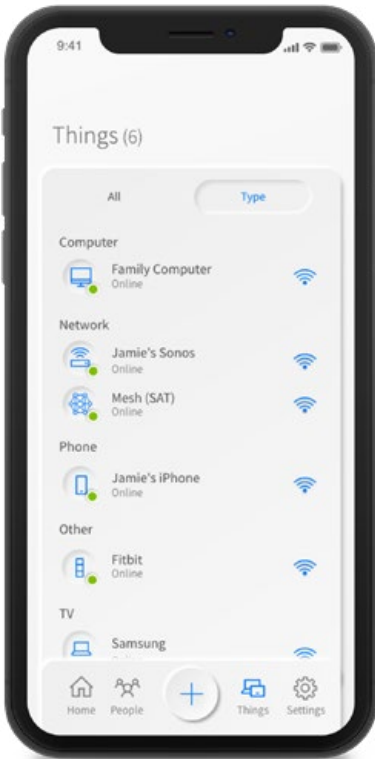 9:41
Things (6)
All Type
Computer
Family Computer
Online
Network
Jamie's Sonos
Online
Mesh (SAT)
Online
Phone
Jamie's iPhone
Online
Other
Fitbit
Online
TV
Samsung
Home People Things Settings